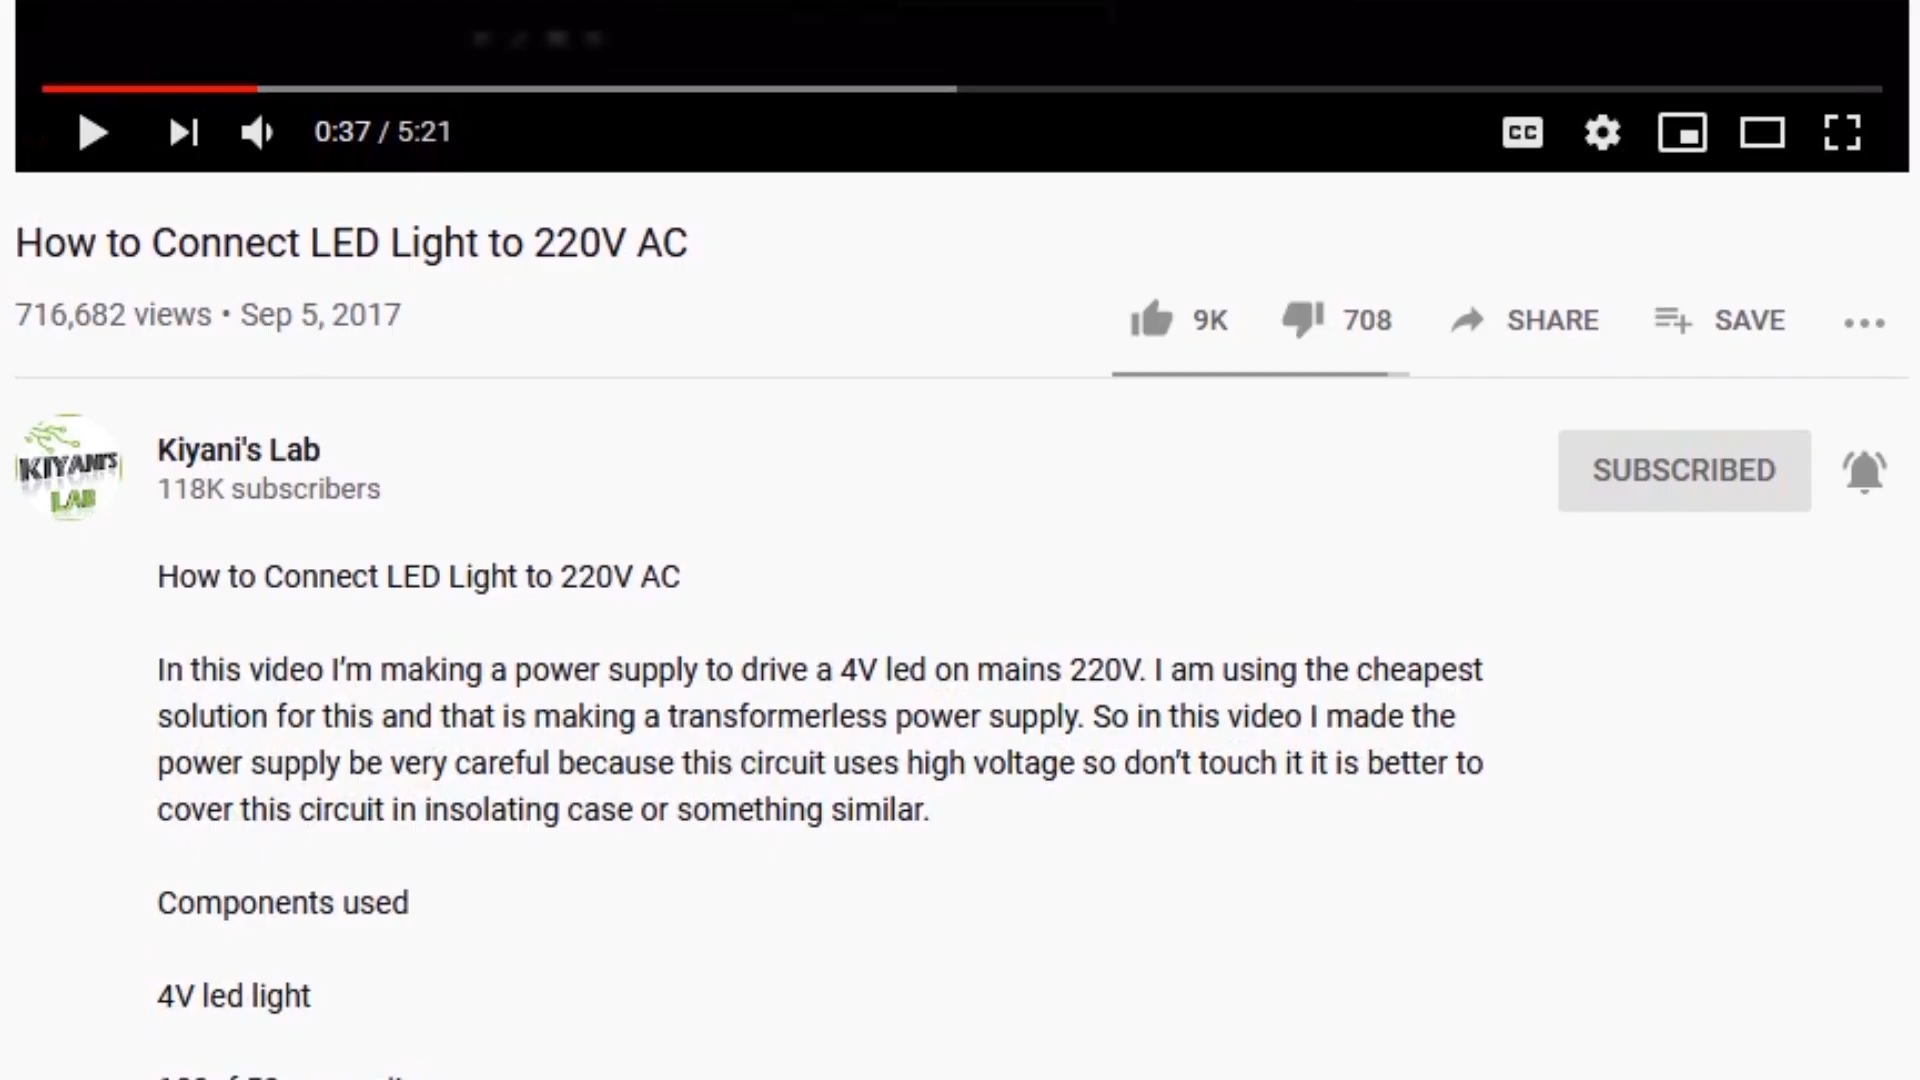 0:37 / 5:21
CC
How to Connect LED Light to 220V AC
716,682 views • Sep 5, 2017
9K
708
SHARE
SAVE
KIYANI'S
LAB
Kiyani's Lab
118K subscribers
SUBSCRIBED
How to Connect LED Light to 220V AC
In this video I'm making a power supply to drive a 4V led on mains 220V. I am using the cheapest
solution for this and that is making a transformerless power supply. So in this video I made the
power supply be very careful because this circuit uses high voltage so don't touch it it is better to
cover this circuit in insolating case or something similar.
Components used
4V led light